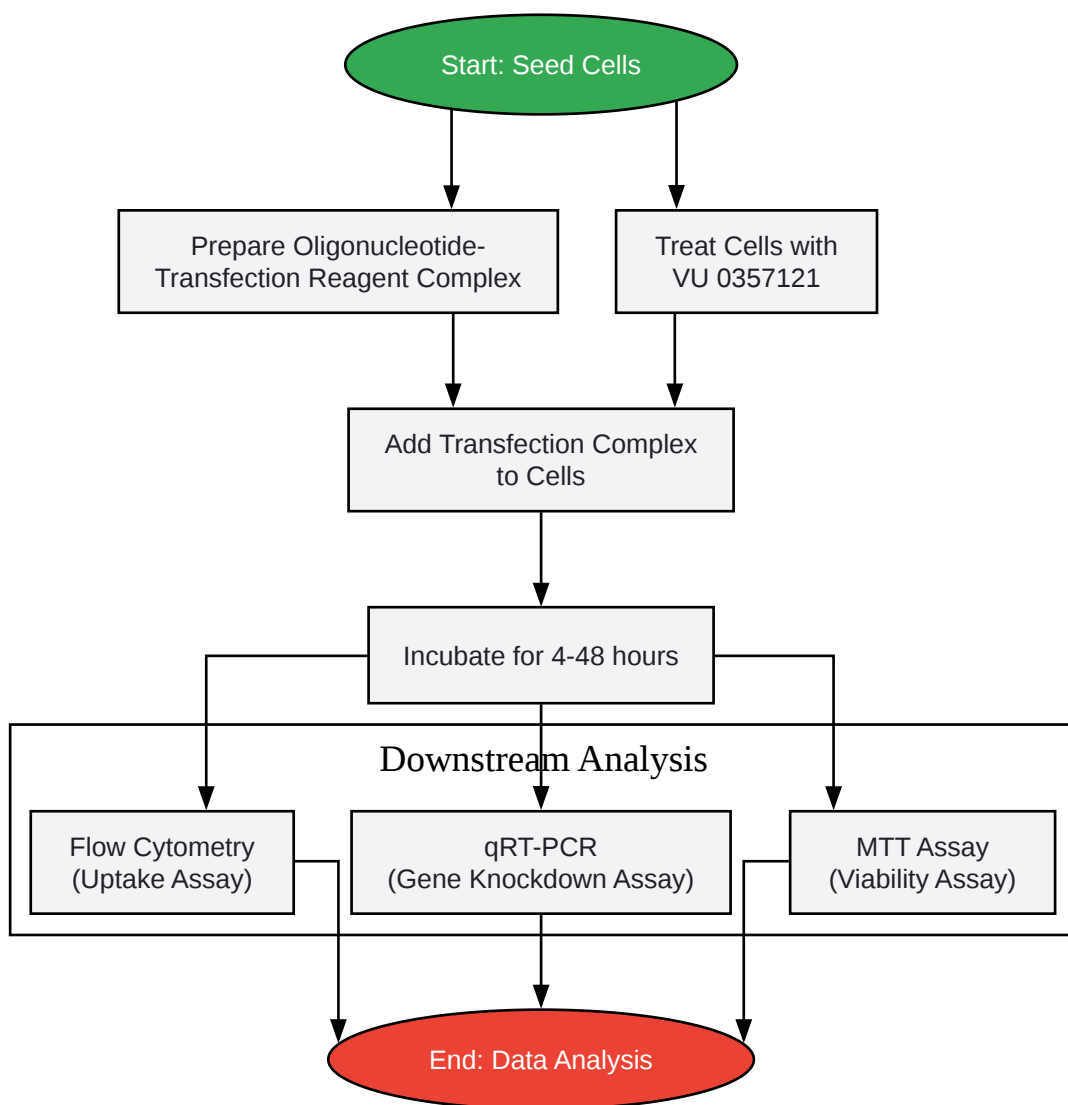 Start: Seed Cells
Prepare Oligonucleotide-
Transfection Reagent Complex
Treat Cells with
VU 0357121
Add Transfection Complex
to Cells
Incubate for 4-48 hours
Downstream Analysis
Flow Cytometry
(Uptake Assay)
qRT-PCR
(Gene Knockdown Assay)
MTT Assay
(Viability Assay)
End: Data Analysis